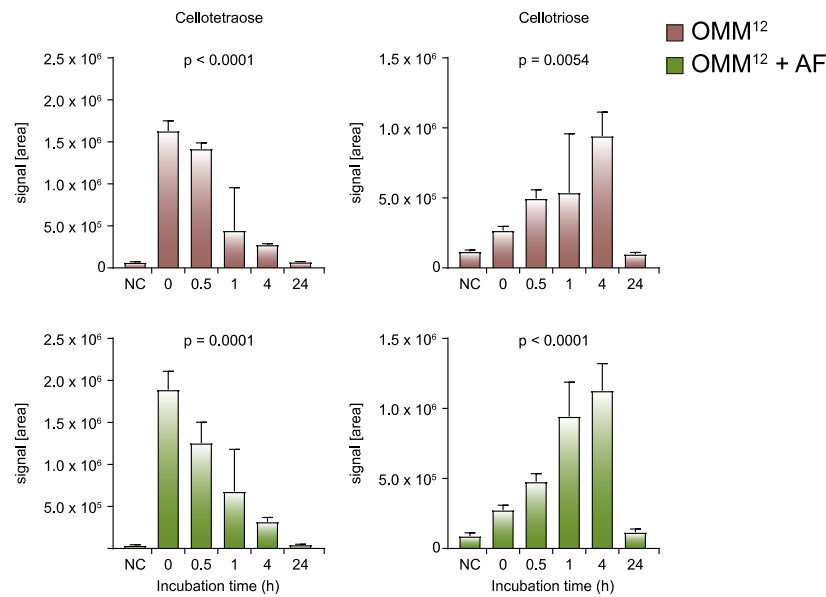 Cellotetraose
Cellotriose
OMM¹²
OMM¹² + AF
p < 0.0001
signal [area]
2.5 x 10⁶
2.0 x 10⁶
1.5 x 10⁶
1.0 x 10⁶
5.0 x 10⁵
0
NC 0 0.5 1 4 24
p = 0.0054
signal [area]
1.5 x 10⁶
1.0 x 10⁶
5.0 x 10⁵
0
NC 0 0.5 1 4 24
p = 0.0001
signal [area]
2.5 x 10⁶
2.0 x 10⁶
1.5 x 10⁶
1.0 x 10⁶
5.0 x 10⁵
NC 0 0.5 1 4 24
Incubation time (h)
p < 0.0001
signal [area]
1.5 x 10⁶
1.0 x 10⁶
5.0 x 10⁵
0
NC 0 0.5 1 4 24
Incubation time (h)